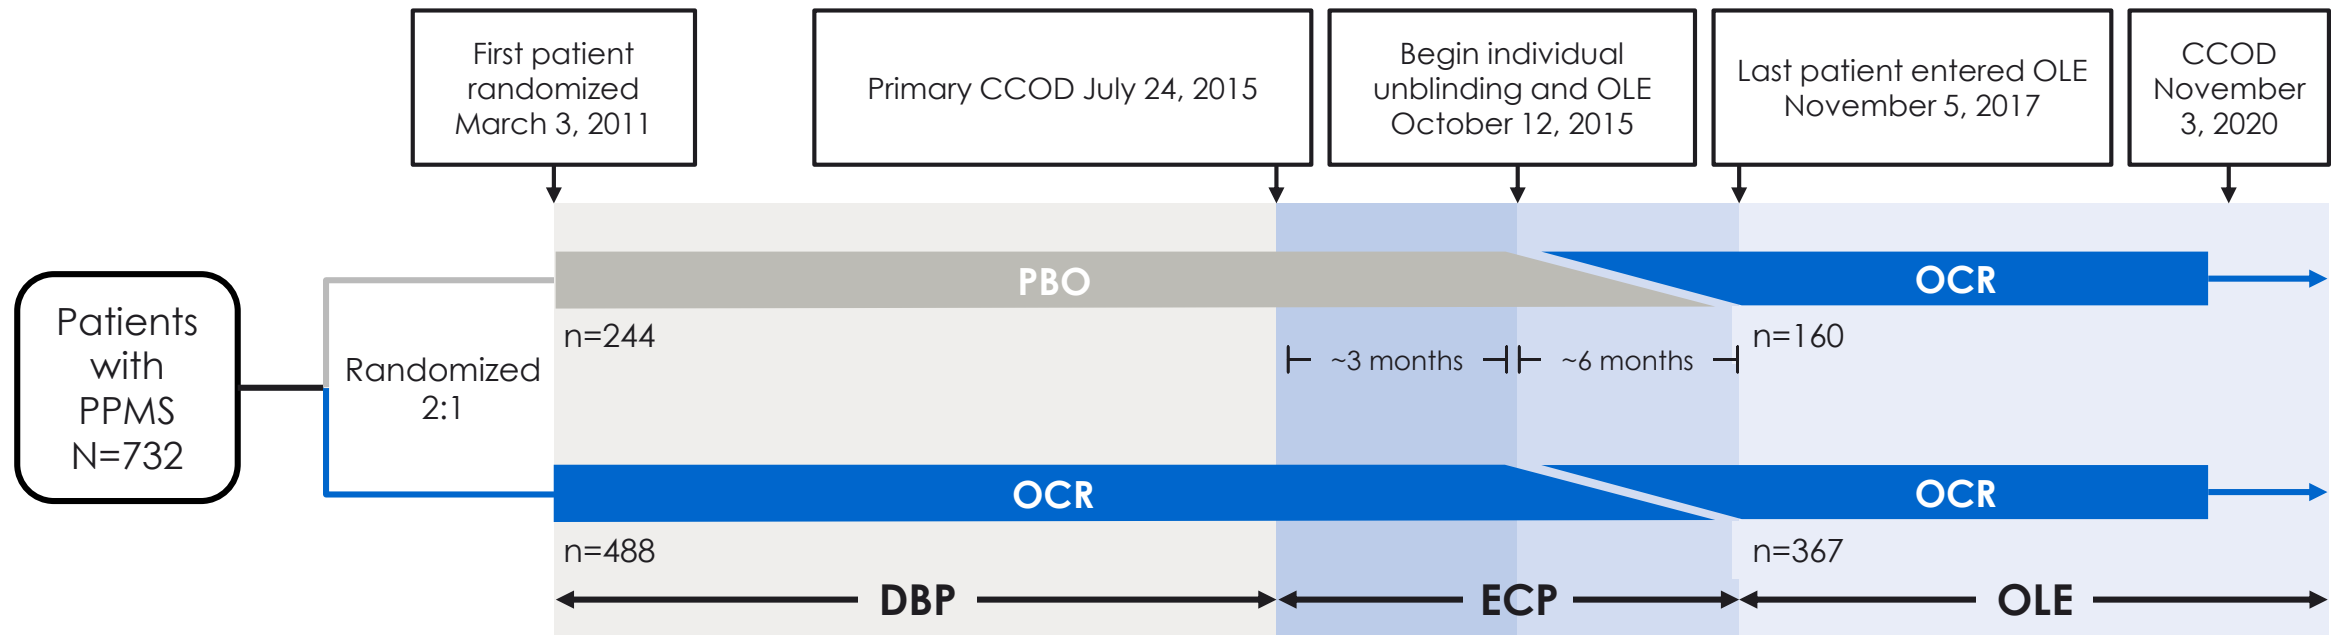 First patient
randomized
March 3, 2011
Primary CCOD July 24, 2015
Begin individual
unblinding and OLE
October 12, 2015
Last patient entered OLE
November 5, 2017
CCOD
November
3, 2020
Patients
with
PPMS
N=732
Randomized
2:1
PBO
OCR
n=244
n=160
~3 months
~6 months
OCR
OCR
n=488
n=367
DBP
ECP
OLE